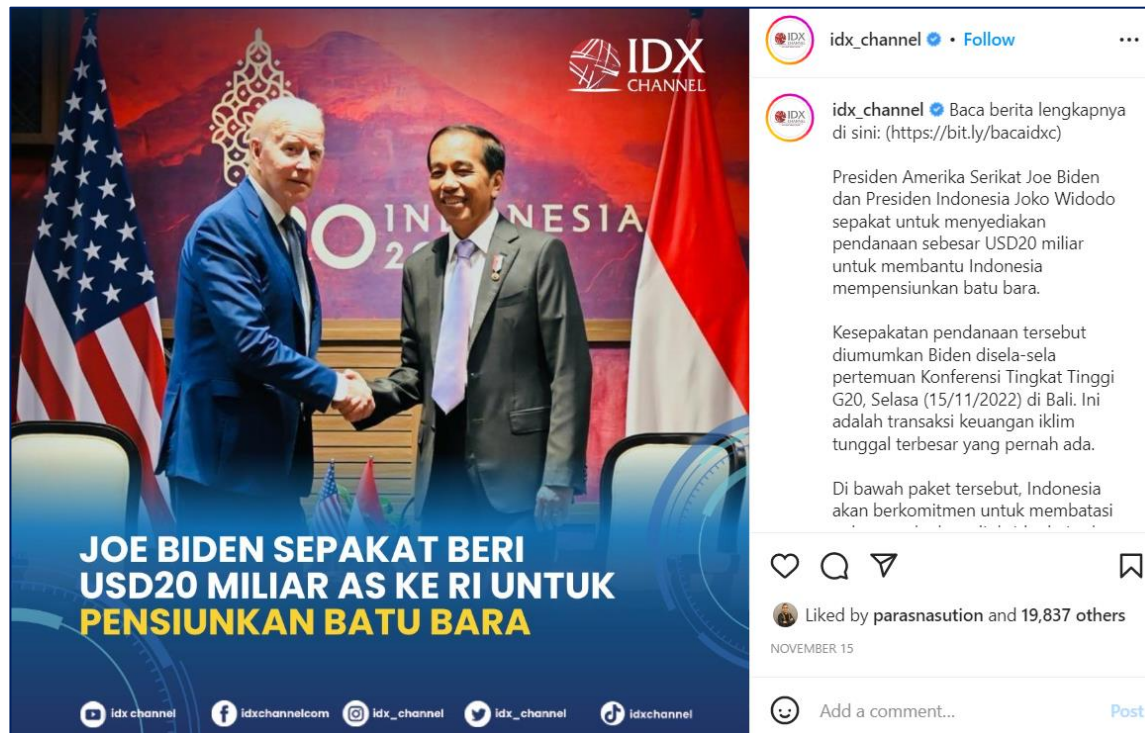 IDX
CHANNEL
INDONESIA
JOE BIDEN SEPAKAT BERI
USD20 MILIAR AS KE RI UNTUK
PENSIUNKAN BATU BARA
idx channel
idxchannelcom
idx_channel
idx_channel
idxchannel
idx_channel • Follow
idx_channel Baca berita lengkapnya
di sini: (https://bit.ly/bacaidxc)
Presiden Amerika Serikat Joe Biden
dan Presiden Indonesia Joko Widodo
sepakat untuk menyediakan
pendanaan sebesar USD20 miliar
untuk membantu Indonesia
mempensiunkan batu bara.
Kesepakatan pendanaan tersebut
diumumkan Biden disela-sela
pertemuan Konferensi Tingkat Tinggi
G20, Selasa (15/11/2022) di Bali. Ini
adalah transaksi keuangan iklim
tunggal terbesar yang pernah ada.
Di bawah paket tersebut, Indonesia
akan berkomitmen untuk membatasi
Liked by parasnasution and 19,837 others
NOVEMBER 15
Add a comment...
Post